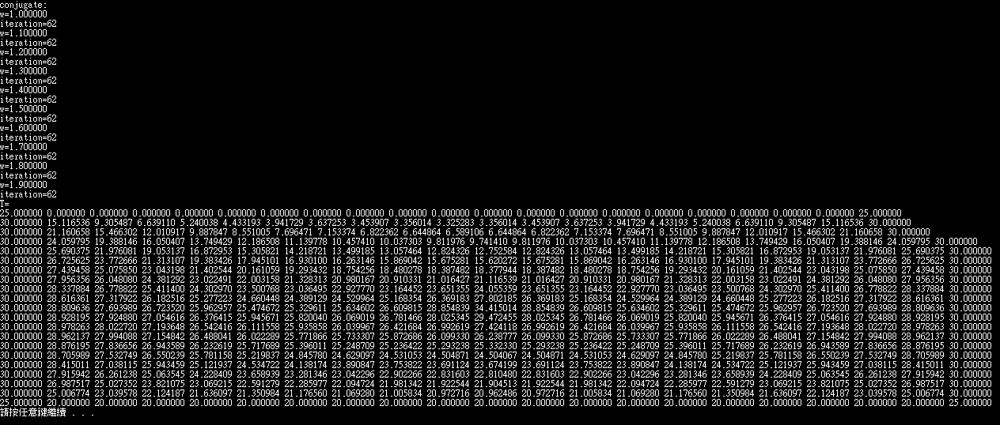 conjugate:
w=1.000000
iteration=62
w=1.100000
iteration=62
w=1.200000
iteration=62
w=1.300000
iteration=62
w=1.400000
iteration=62
w=1.500000
iteration=62
w=1.600000
iteration=62
w=1.700000
iteration=62
w=1.800000
iteration=62
w=1.900000
iteration=62
T=
25.000000 0.000000 0.000000 0.000000 0.000000 0.000000 0.000000 0.000000 0.000000 0.000000 0.000000 0.000000 0.000000 0.000000 0.000000 0.000000 0.000000 0.000000 0.000000 0.000000 25.000000
30.000000 15.116536 9.305487 6.639110 5.240038 4.433193 3.941729 3.637253 3.453907 3.356014 3.325283 3.356014 3.453907 3.637253 3.941729 4.433193 5.240038 6.639110 9.305487 15.116536 30.000000
30.000000 21.160658 15.466302 12.010917 9.887847 8.551005 7.696471 7.153374 6.822362 6.644864 6.589106 6.644864 6.822362 7.153374 7.696471 8.551005 9.887847 12.010917 15.466302 21.160658 30.000000
30.000000 24.059795 19.388146 16.050407 13.749429 12.186508 11.139778 10.457410 10.037303 9.811976 9.741410 9.811976 10.037303 10.457410 11.139778 12.186508 13.749429 16.050407 19.388146 24.059795 30.000000
30.000000 25.690375 21.976081 19.053137 16.872953 15.305821 14.218721 13.499185 13.057464 12.824326 12.752584 12.824326 13.057464 13.499185 14.218721 15.305821 16.872953 19.053137 21.976081 25.690375 30.000000
30.000000 26.725625 23.772666 21.313107 19.383426 17.945101 16.930100 16.263146 15.869042 15.675281 15.620272 15.675281 15.869042 16.263146 16.930100 17.945101 19.383426 21.313107 23.772666 26.725625 30.000000
30.000000 27.439458 25.075850 23.043198 21.402544 20.161059 19.293432 18.754256 18.480278 18.387482 18.377944 18.387482 18.480278 18.754256 19.293432 20.161059 21.402544 23.043198 25.075850 27.439458 30.000000
30.000000 27.956356 26.048080 24.381292 23.022491 22.003158 21.328313 20.980167 20.910331 21.016427 21.116539 21.016427 20.910331 20.980167 21.328313 22.003158 23.022491 24.381292 26.048080 27.956356 30.000000
30.000000 28.337884 26.778822 25.411400 24.302970 23.500768 23.036495 22.927770 23.164452 23.651355 24.055359 23.651355 23.164452 22.927770 23.036495 23.500768 24.302970 25.411400 26.778822 28.337884 30.000000
30.000000 28.616361 27.317922 26.182516 25.277223 24.660448 24.389129 24.529964 25.168354 26.369183 27.802185 26.369183 25.168354 24.529964 24.389129 24.660448 25.277223 26.182516 27.317922 28.616361 30.000000
30.000000 28.809636 27.693989 26.723520 25.962957 25.474672 25.329611 25.634602 26.609815 28.854839 34.415014 28.854839 26.609815 25.634602 25.329611 25.474672 25.962957 26.723520 27.693989 28.809636 30.000000
30.000000 28.928195 27.924880 27.054616 26.376415 25.945671 25.820040 26.069019 26.781466 28.025345 29.472455 28.025345 26.781466 26.069019 25.820040 25.945671 26.376415 27.054616 27.924880 28.928195 30.000000
30.000000 28.978263 28.022720 27.193648 26.542416 26.111558 25.935858 26.039967 26.421684 26.992619 27.424118 26.992619 26.421684 26.039967 25.935858 26.111558 26.542416 27.193648 28.022720 28.978263 30.000000
30.000000 28.962137 27.994088 27.154842 26.488041 26.022289 25.771866 25.733307 25.872686 26.099330 26.238777 26.099330 25.872686 25.733307 25.771866 26.022289 26.488041 27.154842 27.994088 28.962137 30.000000
30.000000 28.876195 27.836656 26.943589 26.232619 25.717689 25.396011 25.248709 25.236422 25.293238 25.332330 25.293238 25.236422 25.248709 25.396011 25.717689 26.232619 26.943589 27.836656 28.876195 30.000000
30.000000 28.705989 27.532749 26.550259 25.781158 25.219837 24.845780 24.629097 24.531053 24.504501 24.504067 24.504501 24.531053 24.629097 24.845780 25.219837 25.781158 26.550259 27.532749 28.705989 30.000000
30.000000 28.415011 27.038115 25.943459 25.121937 24.534722 24.138174 23.890847 23.753822 23.691124 23.674199 23.691124 23.753822 23.890847 24.138174 24.534722 25.121937 25.943459 27.038115 28.415011 30.000000
30.000000 27.915942 26.261238 25.063545 24.229409 23.658939 23.281346 23.042296 22.902266 22.831603 22.810480 22.831603 22.902266 23.042296 23.281346 23.658939 24.229409 25.063545 26.261238 27.915942 30.000000
30.000000 26.987517 25.027352 23.821075 23.069215 22.591279 22.285977 22.094724 21.981342 21.922544 21.904513 21.922544 21.981342 22.094724 22.285977 22.591279 23.069215 23.821075 25.027352 26.987517 30.000000
30.000000 25.006774 23.039578 22.124187 21.636097 21.350984 21.176560 21.069280 21.005834 20.972716 20.962486 20.972716 21.005834 21.069280 21.176560 21.350984 21.636097 22.124187 23.039578 25.006774 30.000000
25.000000 20.000000 20.000000 20.000000 20.000000 20.000000 20.000000 20.000000 20.000000 20.000000 20.000000 20.000000 20.000000 20.000000 20.000000 20.000000 20.000000 20.000000 20.000000 20.000000 25.000000
請按任意鍵繼續 . . .